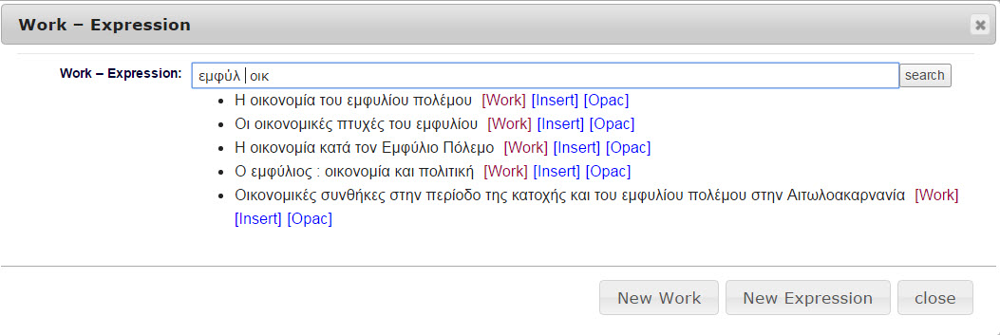 Work – Expression
Work – Expression: εμφύλ οικ search
Η οικονομία του εμφυλίου πολέμου [Work] [Insert] [Opac]
Οι οικονομικές πτυχές του εμφυλίου [Work] [Insert] [Opac]
Η οικονομία κατά τον Εμφύλιο Πόλεμο [Work] [Insert] [Opac]
Ο εμφύλιος : οικονομία και πολιτική [Work] [Insert] [Opac]
Οικονομικές συνθήκες στην περίοδο της κατοχής και του εμφυλίου πολέμου στην Αιτωλοακαρνανία [Work]
[Insert] [Opac]
New Work New Expression close